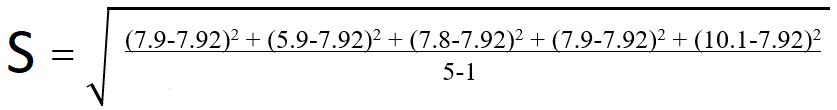 S = √
(7.9-7.92)² + (5.9-7.92)² + (7.8-7.92)² + (7.9-7.92)² + (10.1-7.92)²
5-1